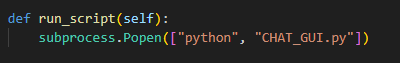 def run_script(self):
    subprocess.Popen(["python", "CHAT_GUI.py"])